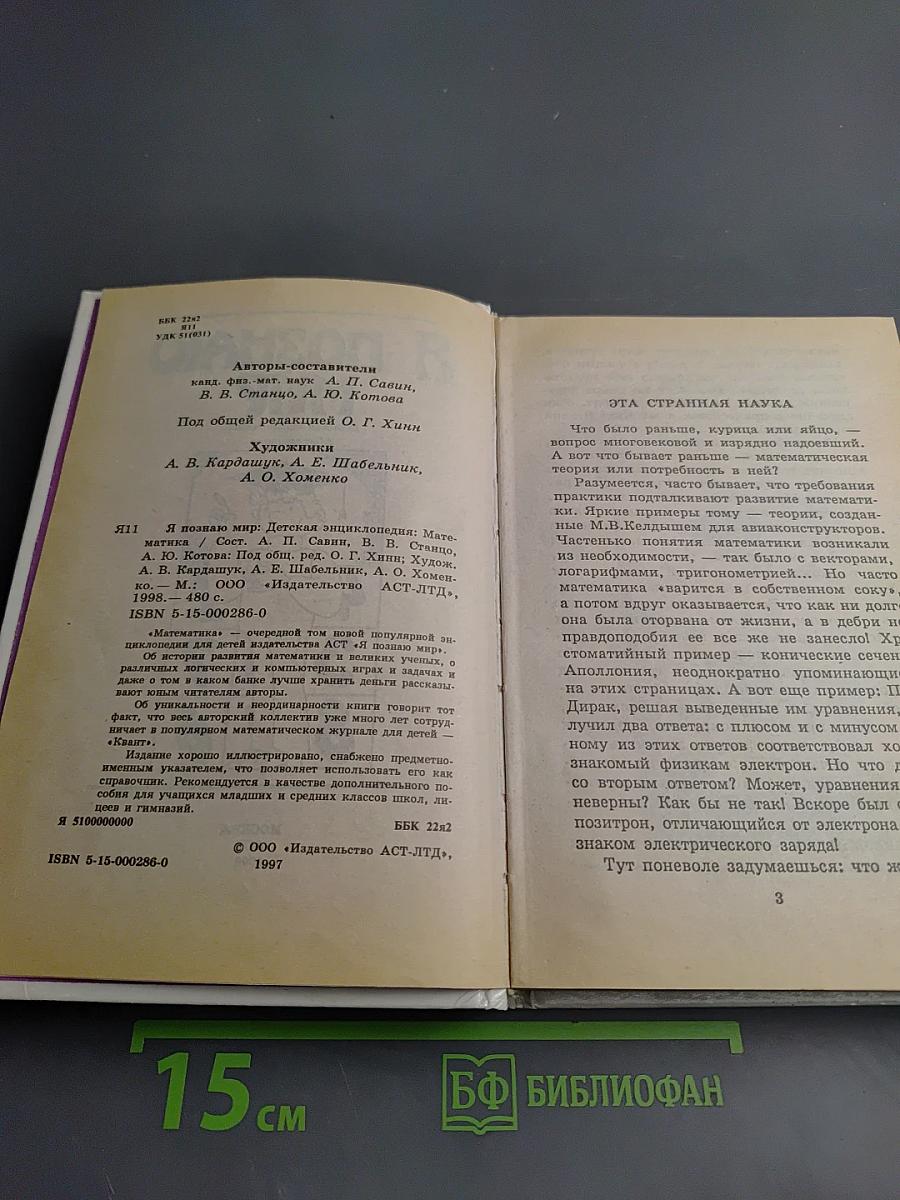 ББК 22я2
Я11
УДК 51(031)
Авторы-составители
канд. физ.-мат. наук А. П. Савин,
В. В. Станцо, А. Ю. Котова
Под общей редакцией О. Г. Хинн
Художники
А. В. Кардашук, А. Е. Шабельник,
А. О. Хоменко
Я11 Я познаю мир: Детская энциклопедия: Мате-
матика / Сост. А. П. Савин, В. В. Станцо,
А. Ю. Котова: Под общ. ред. О. Г. Хинн; Худож.
А. В. Кардашук, А. Е. Шабельник, А. О. Хомен-
ко. — М.: ООО «Издательство АСТ-ЛТД»,
1998.— 480 с.
ISBN 5-15-000286-0
«Математика» — очередной том новой популярной эн-
циклопедии для детей издательства АСТ «Я познаю мир».
Об истории развития математики и великих ученых, о
различных логических и компьютерных играх и задачах и
даже о том в каком банке лучше хранить деньги рассказы-
вают юным читателям авторы.
Об уникальности и неординарности книги говорит тот
факт, что весь авторский коллектив уже много лет сотруд-
ничает в популярном математическом журнале для детей —
«Квант».
Издание хорошо иллюстрировано, снабжено предметно-
именным указателем, что позволяет использовать его как
справочник. Рекомендуется в качестве дополнительного по-
собия для учащихся младших и средних классов школ, ли-
цеев и гимназий.
Я 5100000000 ББК 22я2
© ООО «Издательство АСТ-ЛТД»,
1997
ISBN 5-15-000286-0
ЭТА СТРАННАЯ НАУКА
Что было раньше, курица или яйцо, —
вопрос многовековой и изрядно надоевший.
А вот что бывает раньше — математическая
теория или потребность в ней?
Разумеется, часто бывает, что требования
практики подталкивают развитие математи-
ки. Яркие примеры тому — теории, создан-
ные М.В.Келдышем для авиаконструкторов.
Частенько понятия математики возникали
из необходимости, — так было с векторами,
логарифмами, тригонометрией... Но часто
математика «варится в собственном соку»,
а потом вдруг оказывается, что как ни долг
она была оторвана от жизни, а в дебри не
правдоподобия ее все же не занесло! Хр
стоматийный пример — конические сечен
Аполлония, неоднократно упоминающие
на этих страницах. А вот еще пример: П
Дирак, решая выведенные им уравнения,
лучил два ответа: с плюсом и с минусом
ному из этих ответов соответствовал хо
знакомый физикам электрон. Но что д
со вторым ответом? Может, уравнения
неверны? Как бы не так! Вскоре был о
позитрон, отличающийся от электрона
знаком электрического заряда!
Тут поневоле задумаешься: что ж
3
15 см
БФ БИБЛИОФАН